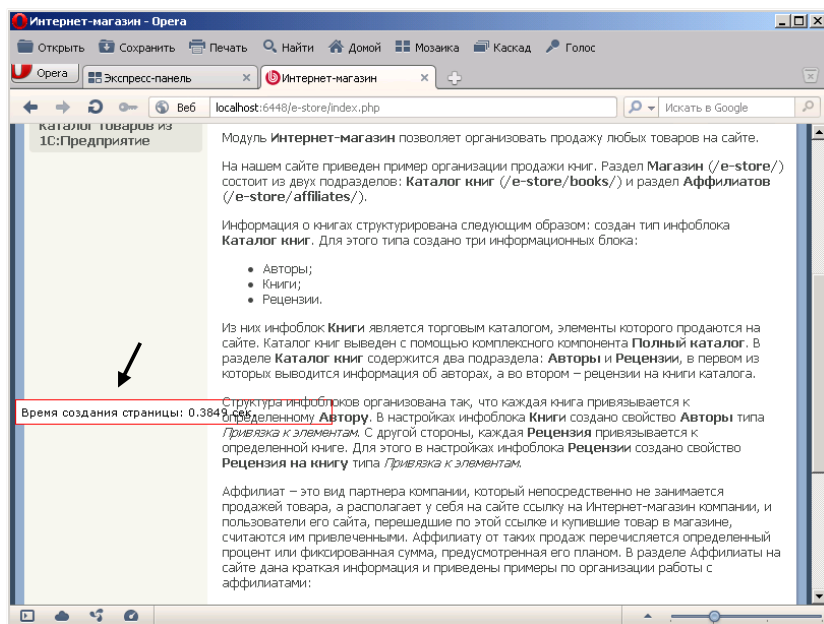 Интернет-магазин - Opera
Открыть Сохранить Печать Найти Домой Мозаика Каскад Голос
Opera Экспресс-панель Интернет-магазин
Веб localhost:6448/e-store/index.php Искать в Google
Каталог товаров из
1С:Предприятие
Модуль Интернет-магазин позволяет организовать продажу любых товаров на сайте.
На нашем сайте приведен пример организации продажи книг. Раздел Магазин (/e-store/)
состоит из двух подразделов: Каталог книг (/e-store/books/) и раздел Аффилиатов
(/e-store/affiliates/).
Информация о книгах структурирована следующим образом: создан тип инфоблока
Каталог книг. Для этого типа создано три информационных блока:
Авторы;
Книги;
Рецензии.
Из них инфоблок Книги является торговым каталогом, элементы которого продаются на
сайте. Каталог книг выведен с помощью комплексного компонента Полный каталог. В
разделе Каталог книг содержится два подраздела: Авторы и Рецензии, в первом из
которых выводится информация об авторах, а во втором – рецензии на книги каталога.
Структура инфоблоков организована так, что каждая книга привязывается к
Время создания страницы: 0.3849 сек.
определенному Автору. В настройках инфоблока Книги создано свойство Авторы типа
Привязка к элементам. С другой стороны, каждая Рецензия привязывается к
определенной книге. Для этого в настройках инфоблока Рецензии создано свойство
Рецензия на книгу типа Привязка к элементам.
Аффилиат – это вид партнера компании, который непосредственно не занимается
продажей товара, а располагает у себя на сайте ссылку на Интернет-магазин компании, и
пользователи его сайта, перешедшие по этой ссылке и купившие товар в магазине,
считаются им привлеченными. Аффилиату от таких продаж перечисляется определенный
процент или фиксированная сумма, предусмотренная его планом. В разделе Аффилиаты на
сайте дана краткая информация и приведены примеры по организации работы с
аффилиатами: